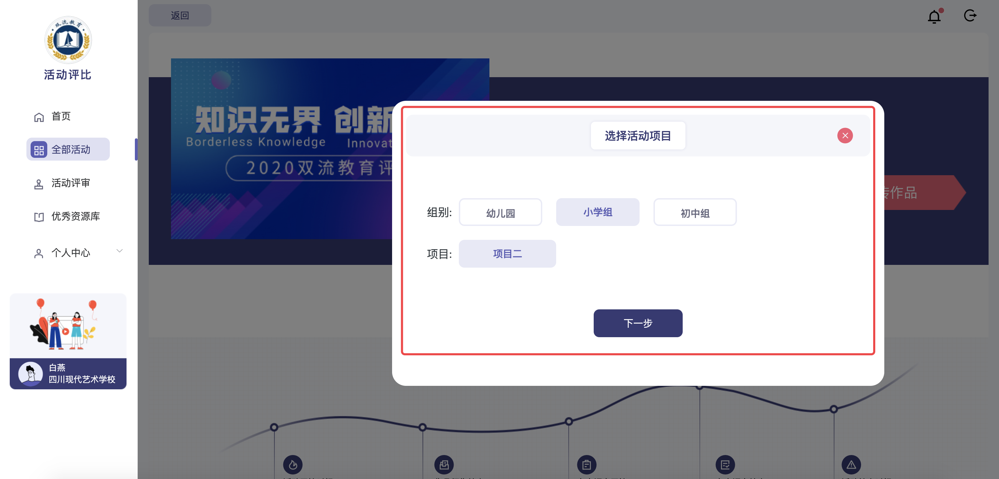 双流教育
活动评比
首页
全部活动
活动评审
优秀资源库
个人中心
白燕
四川现代艺术学校
返回
知识无界 创新
Borderless Knowledge Innovat
2020双流教育评
作品
选择活动项目
组别: 幼儿园 小学组 初中组
项目: 项目二
下一步